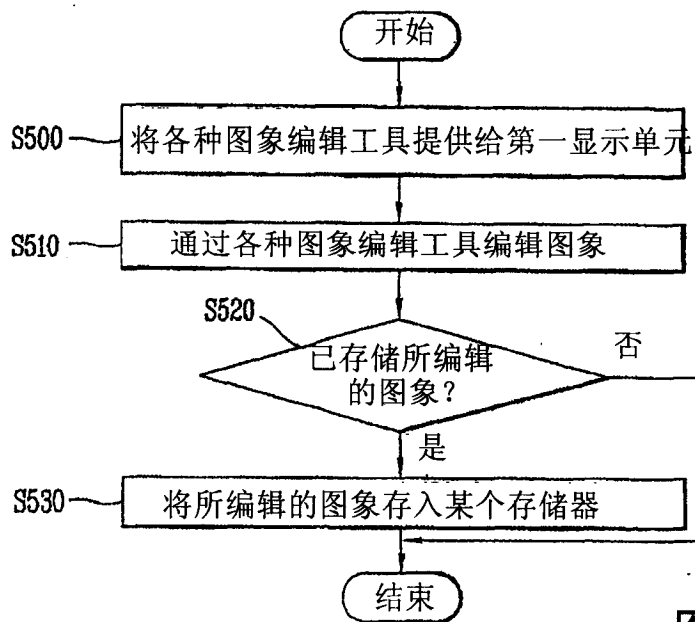 开始
S500
将各种图象编辑工具提供给第一显示单元
S510
通过各种图象编辑工具编辑图象
S520
已存储所编辑
的图象?
否
是
S530
将所编辑的图象存入某个存储器
结束